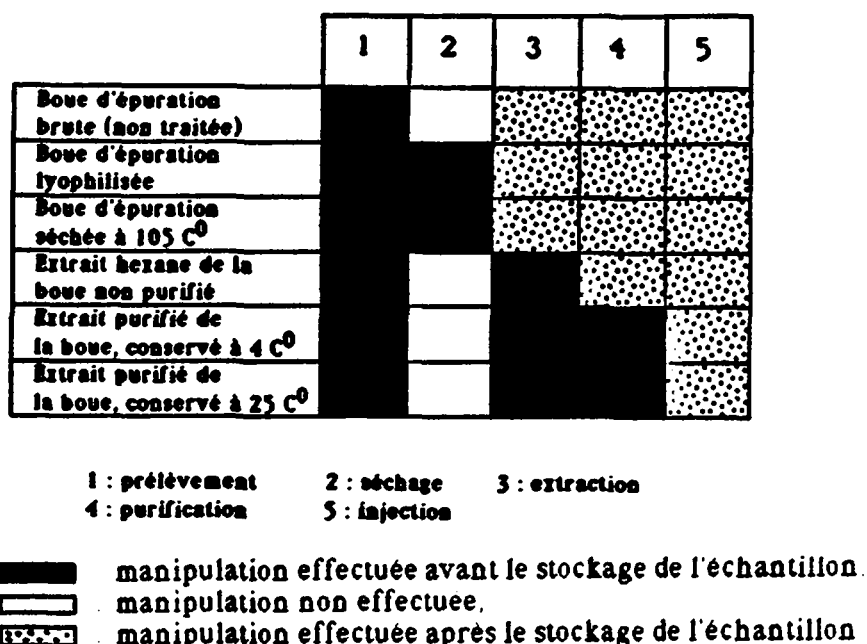 1 2 3 4 5
Boue d'épuration
brute (non traitée)
Boue d'épuration
lyophilisée
Boue d'épuration
séchée à 105 C⁰
Extrait hexane de la
boue non purifié
Extrait purifié de
la boue, conservé à 4 C⁰
Extrait purifié de
la boue, conservé à 25 C⁰
1 : prélèvement 2 : séchage 3 : extraction
4 : purification 5 : injection
manipulation effectuée avant le stockage de l'échantillon.
manipulation non effectuée,
manipulation effectuée après le stockage de l'échantillon